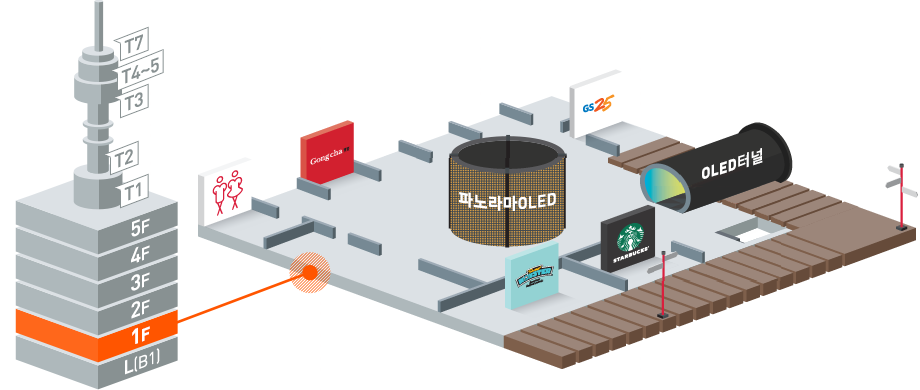 T7
T4~5
T3
T2
T1
5F
4F
3F
2F
1F
L(B1)
Gongcha
GS25
파노라마OLED
OLED터널
STARBUCKS